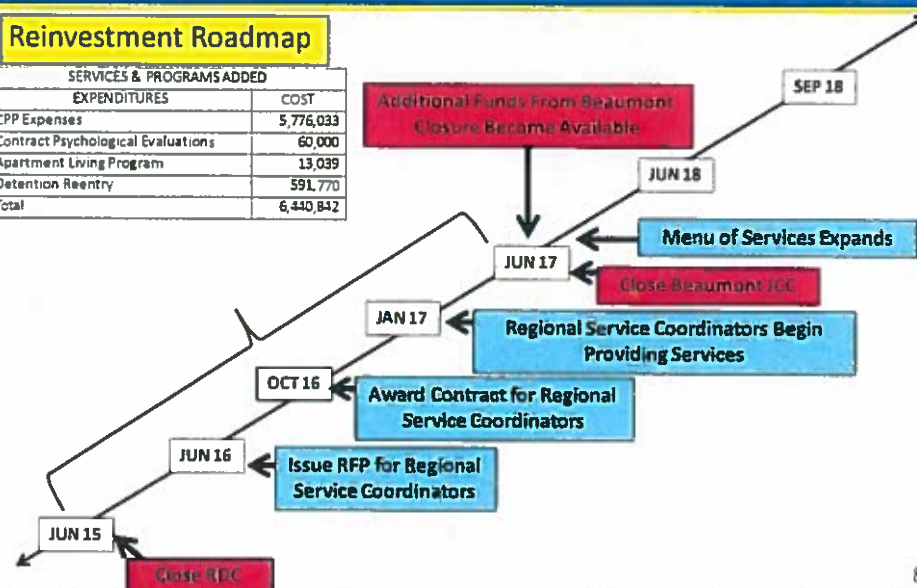 Reinvestment Roadmap
SERVICES & PROGRAMS ADDED
EXPENDITURES COST
CPP Expenses 5,776,033
Contract Psychological Evaluations 60,000
Apartment Living Program 13,039
Detention Reentry 591,770
Total 6,440,842
Additional Funds From Beaumont
Closure Become Available
SEP 18
JUN 18
Menu of Services Expands
JUN 17
Close Beaumont JCC
JAN 17
Regional Service Coordinators Begin
Providing Services
OCT 16
Award Contract for Regional
Service Coordinators
JUN 16
Issue RFP for Regional
Service Coordinators
JUN 15
Close RDC